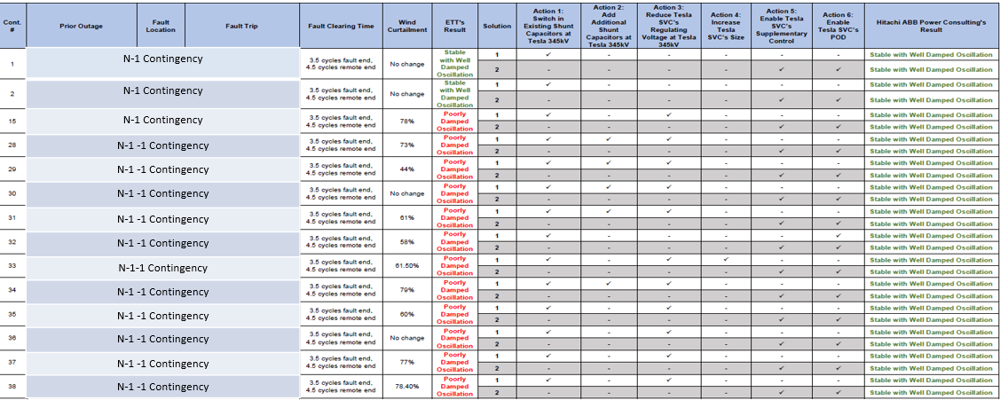 Cont. # Prior Outage Fault Location Fault Trip Fault Clearing Time Wind Curtailment ETT's Result Solution Action 1: Switch in Existing Shunt Capacitors at Tesla 345kV Action 2: Add Additional Shunt Capacitors at Tesla 345kV Action 3: Reduce Tesla SVC's Regulating Voltage at Tesla 345kV Action 4: Increase Tesla SVC's Size Action 5: Enable Tesla SVC's Supplementary Control Action 6: Enable Tesla SVC's POD Hitachi ABB Power Consulting's Result
1 N-1 Contingency 3.5 cycles fault end, 4.5 cycles remote end No change Stable with Well Damped Oscillation 1 ✓ - - - - - Stable with Well Damped Oscillation
2 - - - - ✓ ✓ Stable with Well Damped Oscillation
2 N-1 Contingency 3.5 cycles fault end, 4.5 cycles remote end No change Stable with Well Damped Oscillation 1 ✓ - - - - - Stable with Well Damped Oscillation
2 - - - - ✓ ✓ Stable with Well Damped Oscillation
15 N-1 Contingency 3.5 cycles fault end, 4.5 cycles remote end 78% Poorly Damped Oscillation 1 ✓ - ✓ - - - Stable with Well Damped Oscillation
2 - - - - ✓ ✓ Stable with Well Damped Oscillation
28 N-1 -1 Contingency 3.5 cycles fault end, 4.5 cycles remote end 73% Poorly Damped Oscillation 1 ✓ ✓ ✓ - - - Stable with Well Damped Oscillation
2 - - - - ✓ ✓ Stable with Well Damped Oscillation
29 N-1 -1 Contingency 3.5 cycles fault end, 4.5 cycles remote end 44% Poorly Damped Oscillation 1 ✓ ✓ ✓ - - - Stable with Well Damped Oscillation
2 - - - - ✓ ✓ Stable with Well Damped Oscillation
30 N-1 -1 Contingency 3.5 cycles fault end, 4.5 cycles remote end No change Poorly Damped Oscillation 1 ✓ ✓ ✓ - - - Stable with Well Damped Oscillation
2 - - - - ✓ ✓ Stable with Well Damped Oscillation
31 N-1 -1 Contingency 3.5 cycles fault end, 4.5 cycles remote end 61% Poorly Damped Oscillation 1 ✓ ✓ ✓ - - - Stable with Well Damped Oscillation
2 - - - - ✓ ✓ Stable with Well Damped Oscillation
32 N-1 -1 Contingency 3.5 cycles fault end, 4.5 cycles remote end 58% Poorly Damped Oscillation 1 ✓ - - - - ✓ Stable with Well Damped Oscillation
2 - - - - ✓ ✓ Stable with Well Damped Oscillation
33 N-1-1 Contingency 3.5 cycles fault end, 4.5 cycles remote end 61.50% Poorly Damped Oscillation 1 ✓ - ✓ ✓ - - Stable with Well Damped Oscillation
2 - - - - ✓ ✓ Stable with Well Damped Oscillation
34 N-1 -1 Contingency 3.5 cycles fault end, 4.5 cycles remote end 79% Poorly Damped Oscillation 1 ✓ ✓ ✓ - - - Stable with Well Damped Oscillation
2 - - - - ✓ ✓ Stable with Well Damped Oscillation
35 N-1 -1 Contingency 3.5 cycles fault end, 4.5 cycles remote end 60% Poorly Damped Oscillation 1 ✓ - ✓ - - - Stable with Well Damped Oscillation
2 - - - - ✓ ✓ Stable with Well Damped Oscillation
36 N-1 -1 Contingency 3.5 cycles fault end, 4.5 cycles remote end No change Poorly Damped Oscillation 1 ✓ - ✓ - - - Stable with Well Damped Oscillation
2 - - - - ✓ ✓ Stable with Well Damped Oscillation
37 N-1 -1 Contingency 3.5 cycles fault end, 4.5 cycles remote end 77% Poorly Damped Oscillation 1 ✓ - ✓ - - - Stable with Well Damped Oscillation
2 - - - - ✓ ✓ Stable with Well Damped Oscillation
38 N-1 -1 Contingency 3.5 cycles fault end, 4.5 cycles remote end 78.40% Poorly Damped Oscillation 1 ✓ - ✓ - - - Stable with Well Damped Oscillation
2 - - - - ✓ ✓ Stable with Well Damped Oscillation